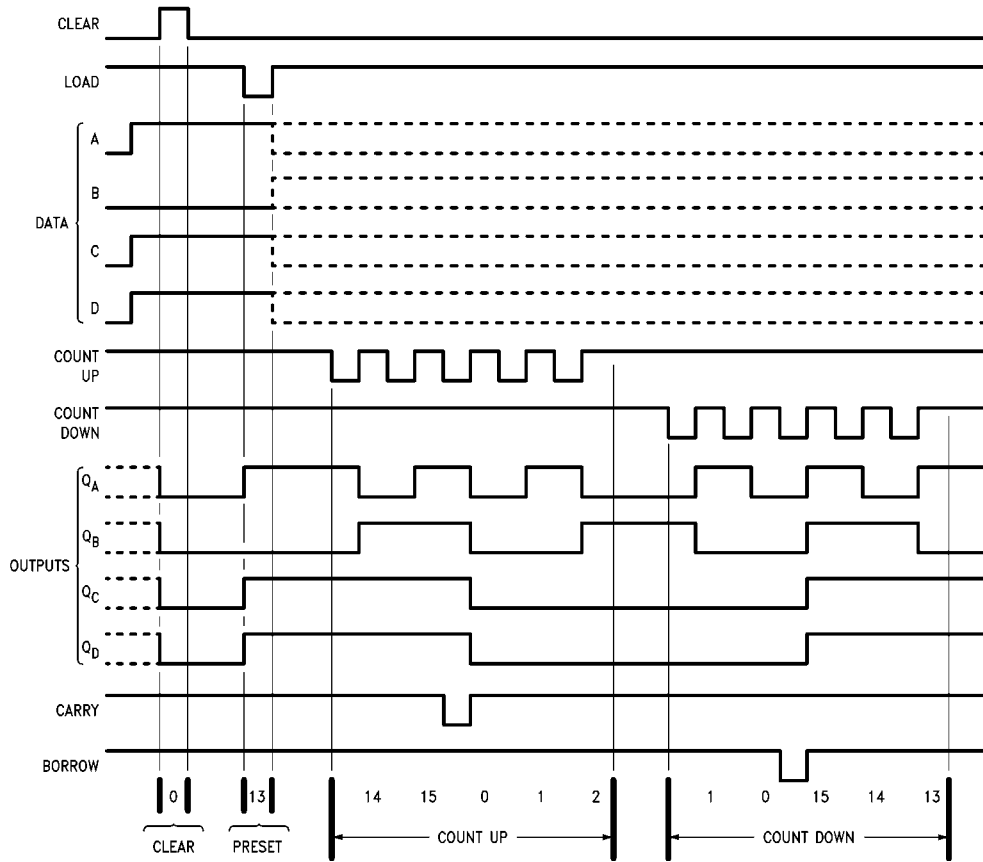 CLEAR
LOAD
A
B
DATA
C
D
COUNT
UP
COUNT
DOWN
QA
QB
OUTPUTS
QC
QD
CARRY
BORROW
0 13 14 15 0 1 2 1 0 15 14 13
CLEAR PRESET COUNT UP COUNT DOWN